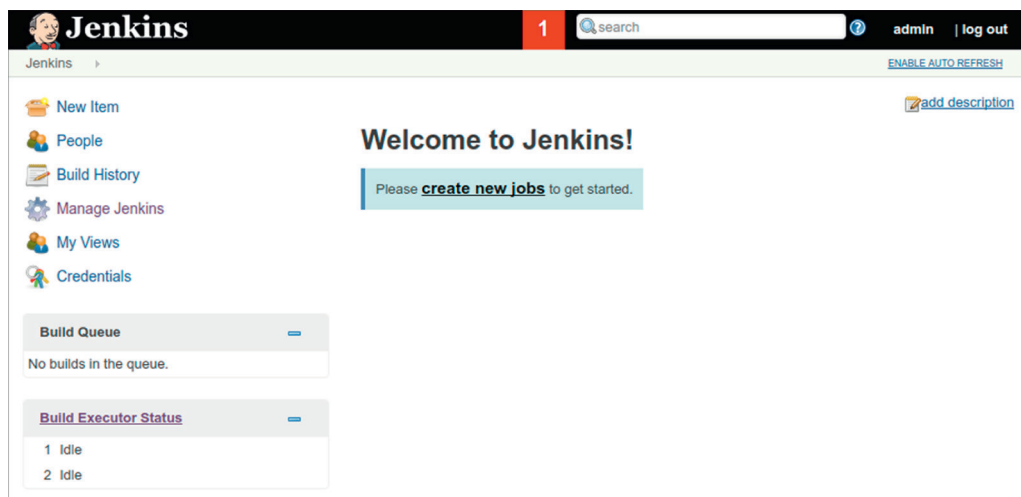 Jenkins
1
search
admin | log out
Jenkins
ENABLE AUTO REFRESH
New Item
People
Build History
Manage Jenkins
My Views
Credentials
add description
Welcome to Jenkins!
Please create new jobs to get started.
Build Queue
No builds in the queue.
Build Executor Status
1 Idle
2 Idle